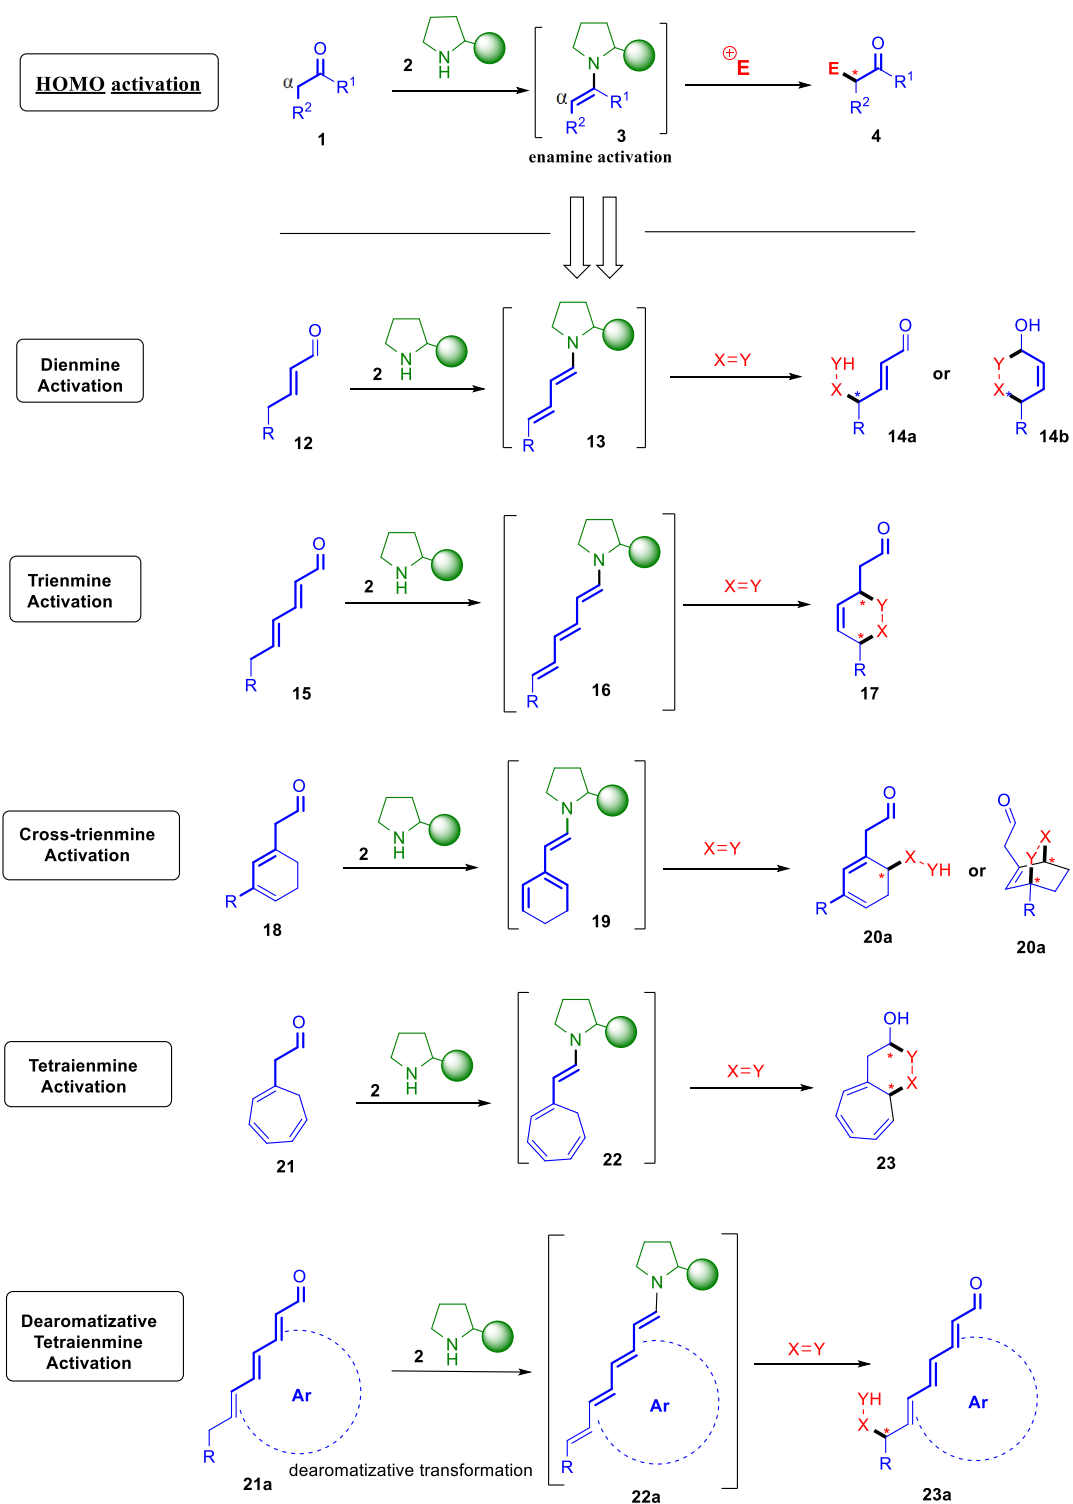 HOMO activation
α
O
R1
R2
1
2
N
H
N
α
R1
R2
3
enamine activation
⊕
E
E
*
O
R1
R2
4
Dienmine
Activation
O
R
12
2
N
H
N
R
13
X=Y
YH
X
*
O
R
14a
or
OH
Y
X
*
R
14b
Trienmine
Activation
O
R
15
2
N
H
N
R
16
X=Y
O
*
Y
X
*
R
17
Cross-trienmine
Activation
O
R
18
2
N
H
N
19
X=Y
O
X
YH
*
R
20a
or
O
X
Y
*
*
R
20a
Tetraienmine
Activation
O
21
2
N
H
N
22
X=Y
OH
*
Y
X
*
23
Dearomatizative
Tetraienmine
Activation
O
Ar
R
21a
2
N
H
dearomatizative transformation
N
Ar
R
22a
X=Y
O
YH
X
*
Ar
R
23a